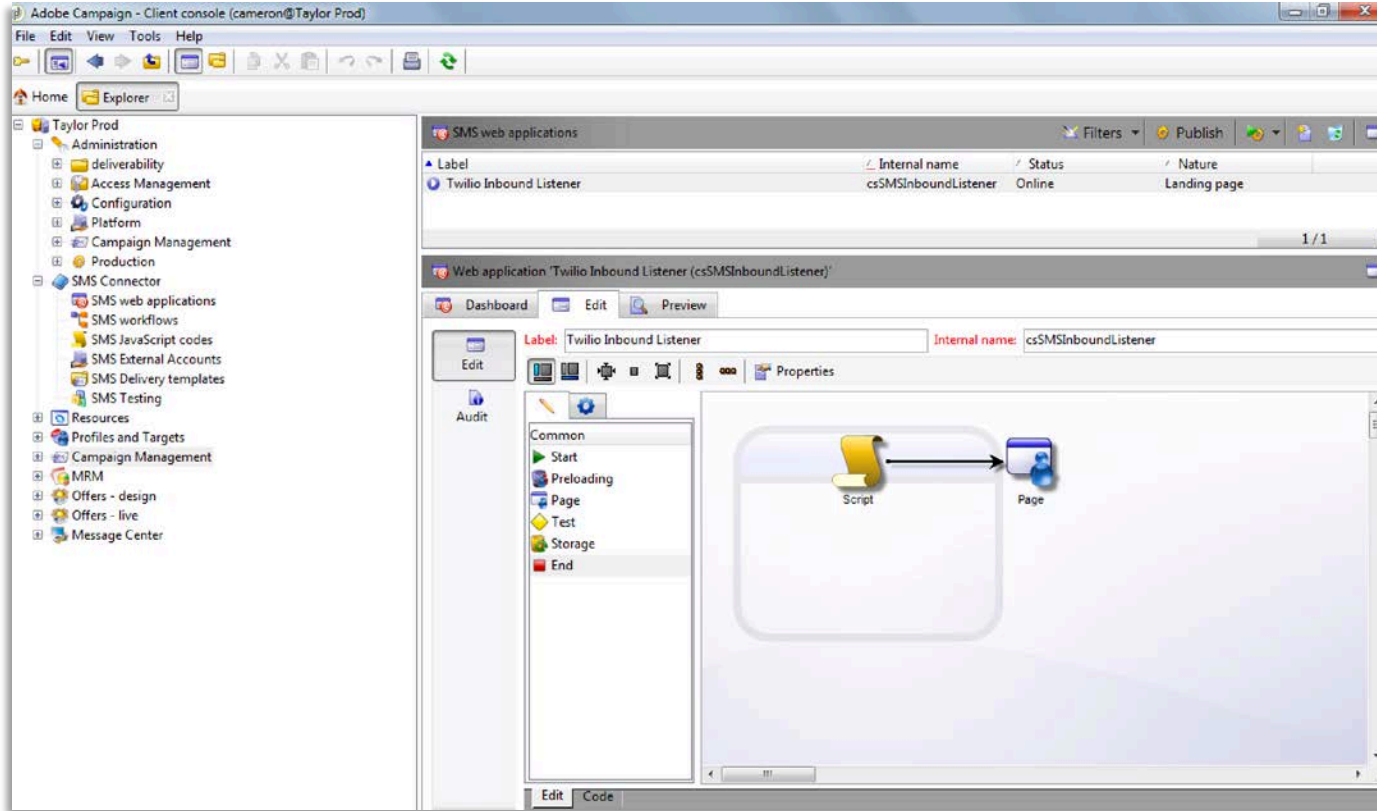 Adobe Campaign - Client console (cameron@Taylor Prod)
File Edit View Tools Help
Home Explorer
Taylor Prod
Administration
deliverability
Access Management
Configuration
Platform
Campaign Management
Production
SMS Connector
SMS web applications
SMS workflows
SMS JavaScript codes
SMS External Accounts
SMS Delivery templates
SMS Testing
Resources
Profiles and Targets
Campaign Management
MRM
Offers - design
Offers - live
Message Center
SMS web applications Filters Publish
Label Internal name Status Nature
Twilio Inbound Listener csSMSInboundListener Online Landing page
1/1
Web application 'Twilio Inbound Listener (csSMSInboundListener)'
Dashboard Edit Preview
Edit
Audit
Label: Twilio Inbound Listener Internal name: csSMSInboundListener
Properties
Common
Start
Preloading
Page
Test
Storage
End
Script Page
Edit Code